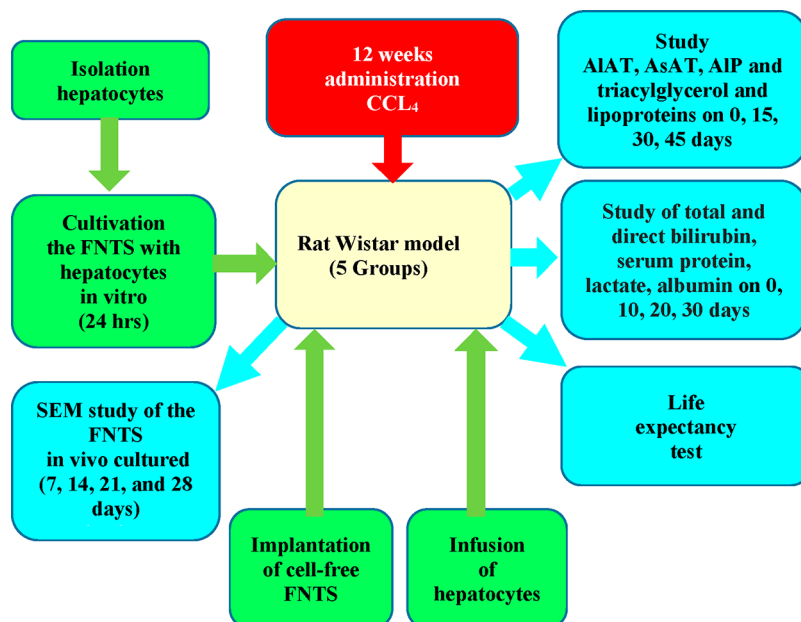 Isolation
hepatocytes
12 weeks
administration
CCL₄
Study
AlAT, AsAT, AlP and
triacylglycerol and
lipoproteins on 0, 15,
30, 45 days
Cultivation
the FNTS with
hepatocytes
in vitro
(24 hrs)
Rat Wistar model
(5 Groups)
Study of total and
direct bilirubin,
serum protein,
lactate, albumin on 0,
10, 20, 30 days
SEM study of the
FNTS
in vivo cultured
(7, 14, 21, and 28
days)
Life
expectancy
test
Implantation
of cell-free
FNTS
Infusion
of
hepatocytes